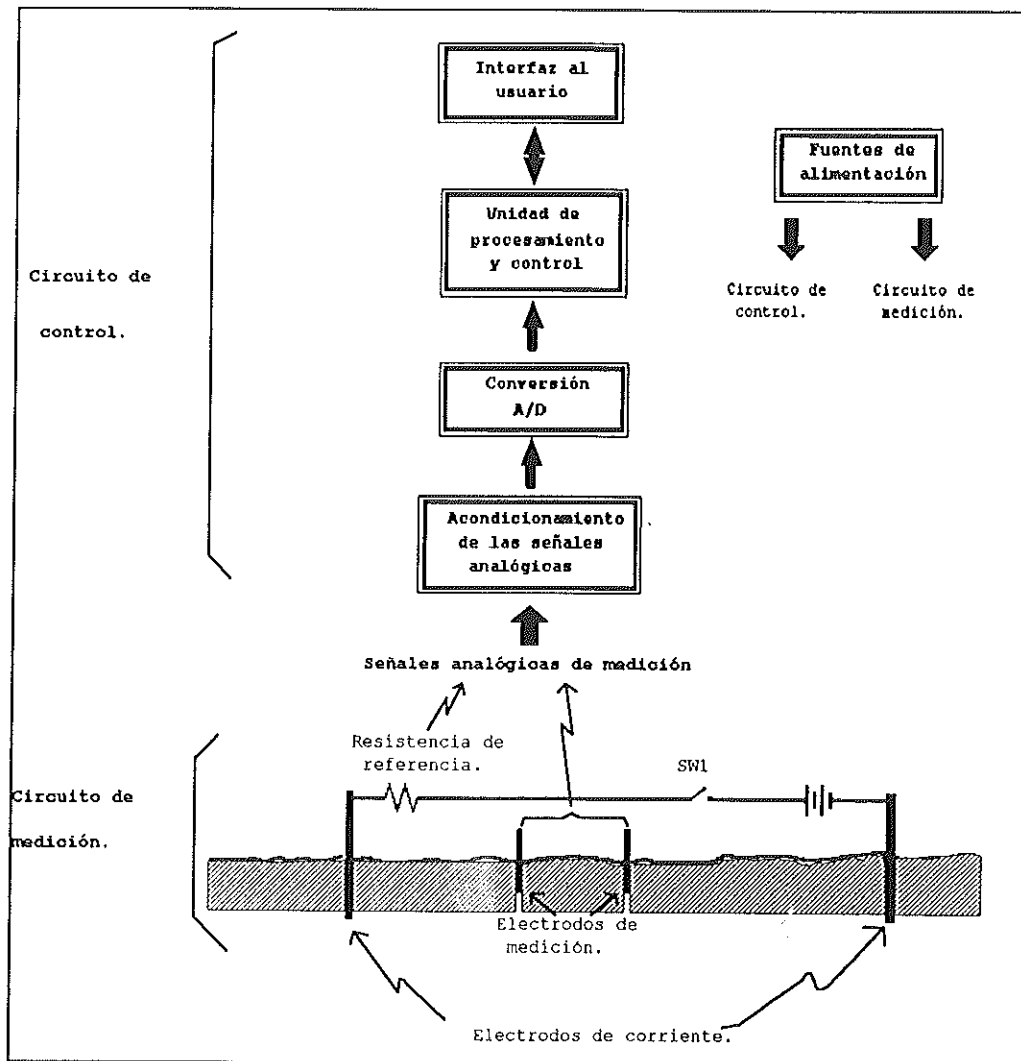 Interfaz al
usuario
Fuentes de
alimentación
Unidad de
procesamiento
y control
Circuito de
control.
Circuito de
control.
Circuito de
medición.
Conversión
A/D
Acondicionamiento
de las señales
analógicas
Señales analógicas de medición
Resistencia de
referencia.
SW1
Circuito de
medición.
Electrodos de
medición.
Electrodos de corriente.